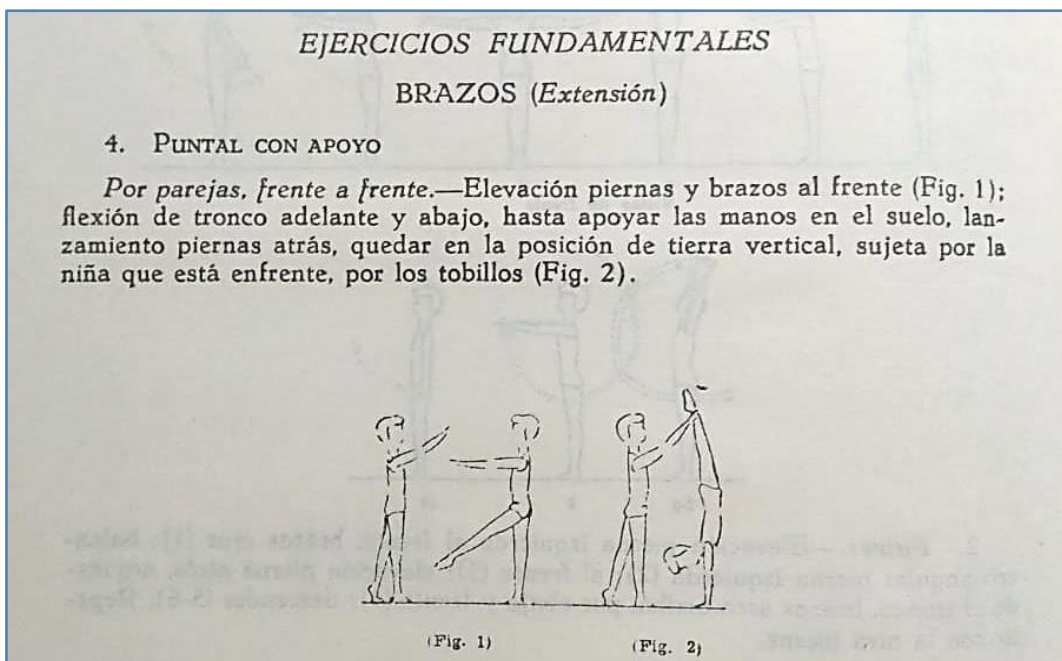 EJERCICIOS FUNDAMENTALES
BRAZOS (Extensión)
4. PUNTAL CON APOYO
Por parejas, frente a frente.—Elevación piernas y brazos al frente (Fig. 1);
flexión de tronco adelante y abajo, hasta apoyar las manos en el suelo, lan-
zamiento piernas atrás, quedar en la posición de tierra vertical, sujeta por la
niña que está enfrente, por los tobillos (Fig. 2).
(Fig. 1) (Fig. 2)